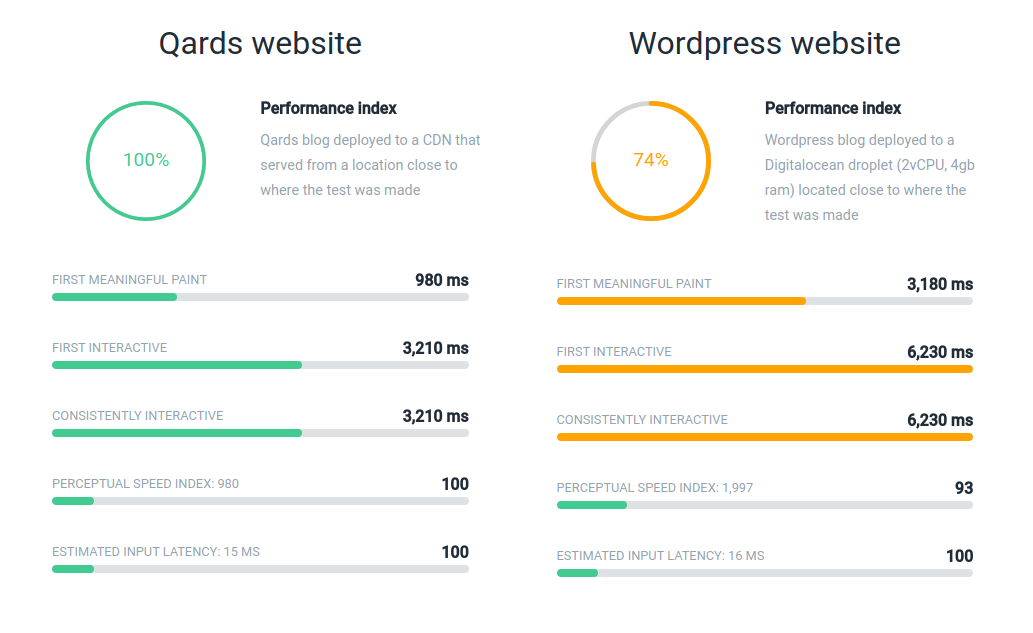 Qards website
100%
Performance index
Qards blog deployed to a CDN that
served from a location close to
where the test was made
FIRST MEANINGFUL PAINT 980 ms
FIRST INTERACTIVE 3,210 ms
CONSISTENTLY INTERACTIVE 3,210 ms
PERCEPTUAL SPEED INDEX: 980 100
ESTIMATED INPUT LATENCY: 15 MS 100
Wordpress website
74%
Performance index
Wordpress blog deployed to a
Digitalocean droplet (2vCPU, 4gb
ram) located close to where the
test was made
FIRST MEANINGFUL PAINT 3,180 ms
FIRST INTERACTIVE 6,230 ms
CONSISTENTLY INTERACTIVE 6,230 ms
PERCEPTUAL SPEED INDEX: 1,997 93
ESTIMATED INPUT LATENCY: 16 MS 100